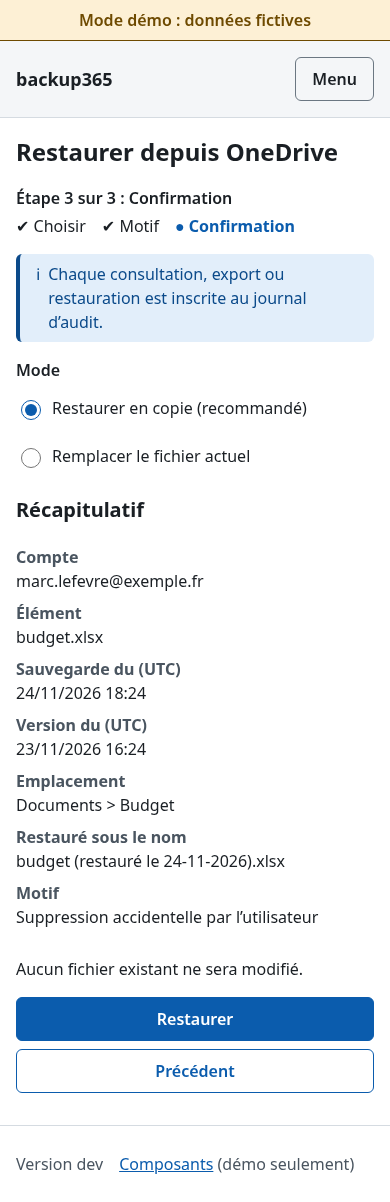 Mode démo : données fictives
backup365
Menu
Restaurer depuis OneDrive
Étape 3 sur 3 : Confirmation
✔ Choisir ✔ Motif ● Confirmation
i Chaque consultation, export ou
restauration est inscrite au journal
d’audit.
Mode
Restaurer en copie (recommandé)
Remplacer le fichier actuel
Récapitulatif
Compte
marc.lefevre@exemple.fr
Élément
budget.xlsx
Sauvegarde du (UTC)
24/11/2026 18:24
Version du (UTC)
23/11/2026 16:24
Emplacement
Documents > Budget
Restauré sous le nom
budget (restauré le 24-11-2026).xlsx
Motif
Suppression accidentelle par l’utilisateur
Aucun fichier existant ne sera modifié.
Restaurer
Précédent
Version dev Composants (démo seulement)